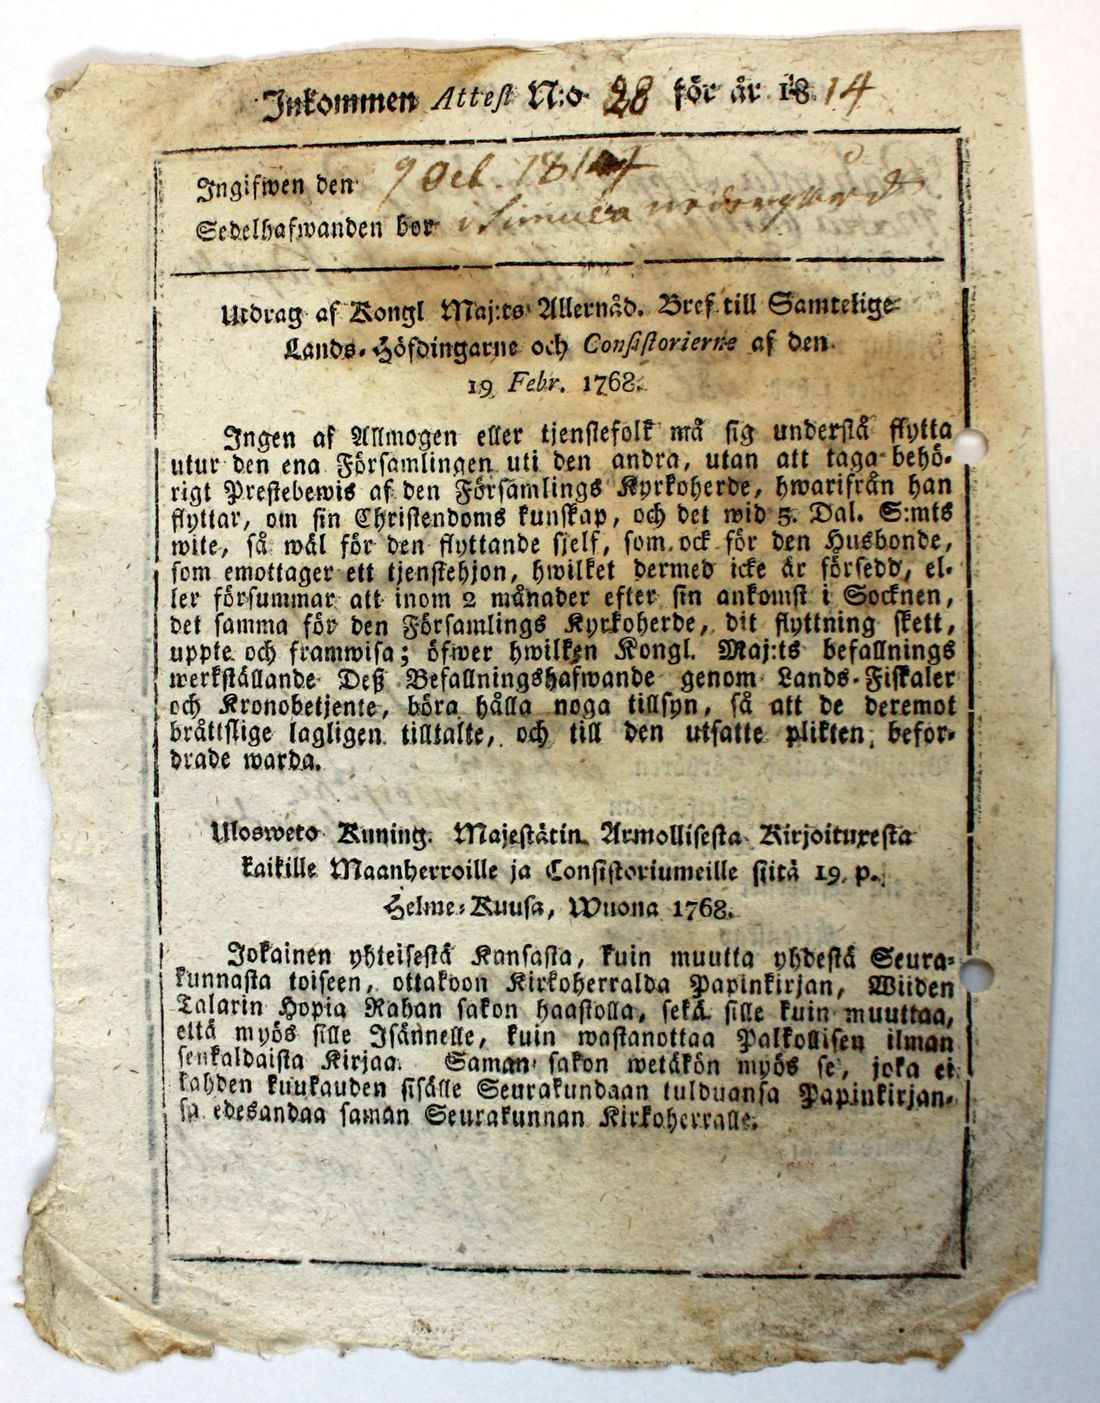 Inkommen Attest N:o 28 för år 1814
Ingifwen den 9 Oct. 1814
Sedelhafwanden bor i
Utdrag af Kongl Maj:ts Allernåd. Bref till Samtelige
Lands-Höfdingarne och Consistorierne af den
19 Febr. 1768.
Ingen af Allmogen eller tjenstefolk må sig understå flytta
utur den ena Församlingen uti den andra, utan att taga behö-
rigt Prestebewis af den Församlings Kyrkoherde, hwarifrån han
flyttar, om sin Christendoms kunskap, och det wid 5. Dal. S:mts
wite, så wäl för den flyttande sjelf, som ock för den Husbonde,
som emottager ett tjenstehjon, hwilket dermed icke är försedd, el-
ler försummar att inom 2 månader efter sin ankomst i Socknen,
det samma för den Församlings Kyrkoherde, dit flyttning skett,
uppte och framwisa; öfwer hwilken Kongl. Maj:ts befallnings
werkställande Deß Befallningshafwande genom Lands-Fiskaler
och Kronobetjente, böra hålla noga tillsyn, så att de deremot
bråttslige lagligen tilltalte, och till den utsatte plikten befor-
drade warda.
Ulosweto Kuning. Majestätin Armollisesta Kirjoituxesta
kaikille Maanherroille ja Consistoriumeille siitä 19. p.
Helme-Kuusa, Wuona 1768.
Jokainen yhteisestä Kansasta, kuin muutta yhdestä Seura-
kunnasta toiseen, ottakoon Kirkoherralda Papinkirjan, Wiiden
Talarin Hopia Rahan sakon haastolla, sekä sille kuin muuttaa,
että myös sille Isännelle, kuin wastanottaa Palkollisen ilman
senkaldaista Kirjaa. Saman sakon wetäkön myös se, joka ei
kahden kuukauden sisälle Seurakundaan tulduansa Papinkirjan-
sa edesandaa saman Seurakunnan Kirkoherralle.